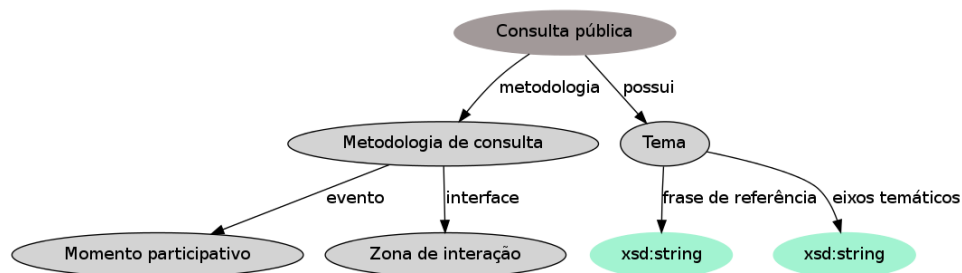 Consulta pública
metodologia
possui
Metodologia de consulta
Tema
evento
interface
frase de referência
eixos temáticos
Momento participativo
Zona de interação
xsd:string
xsd:string